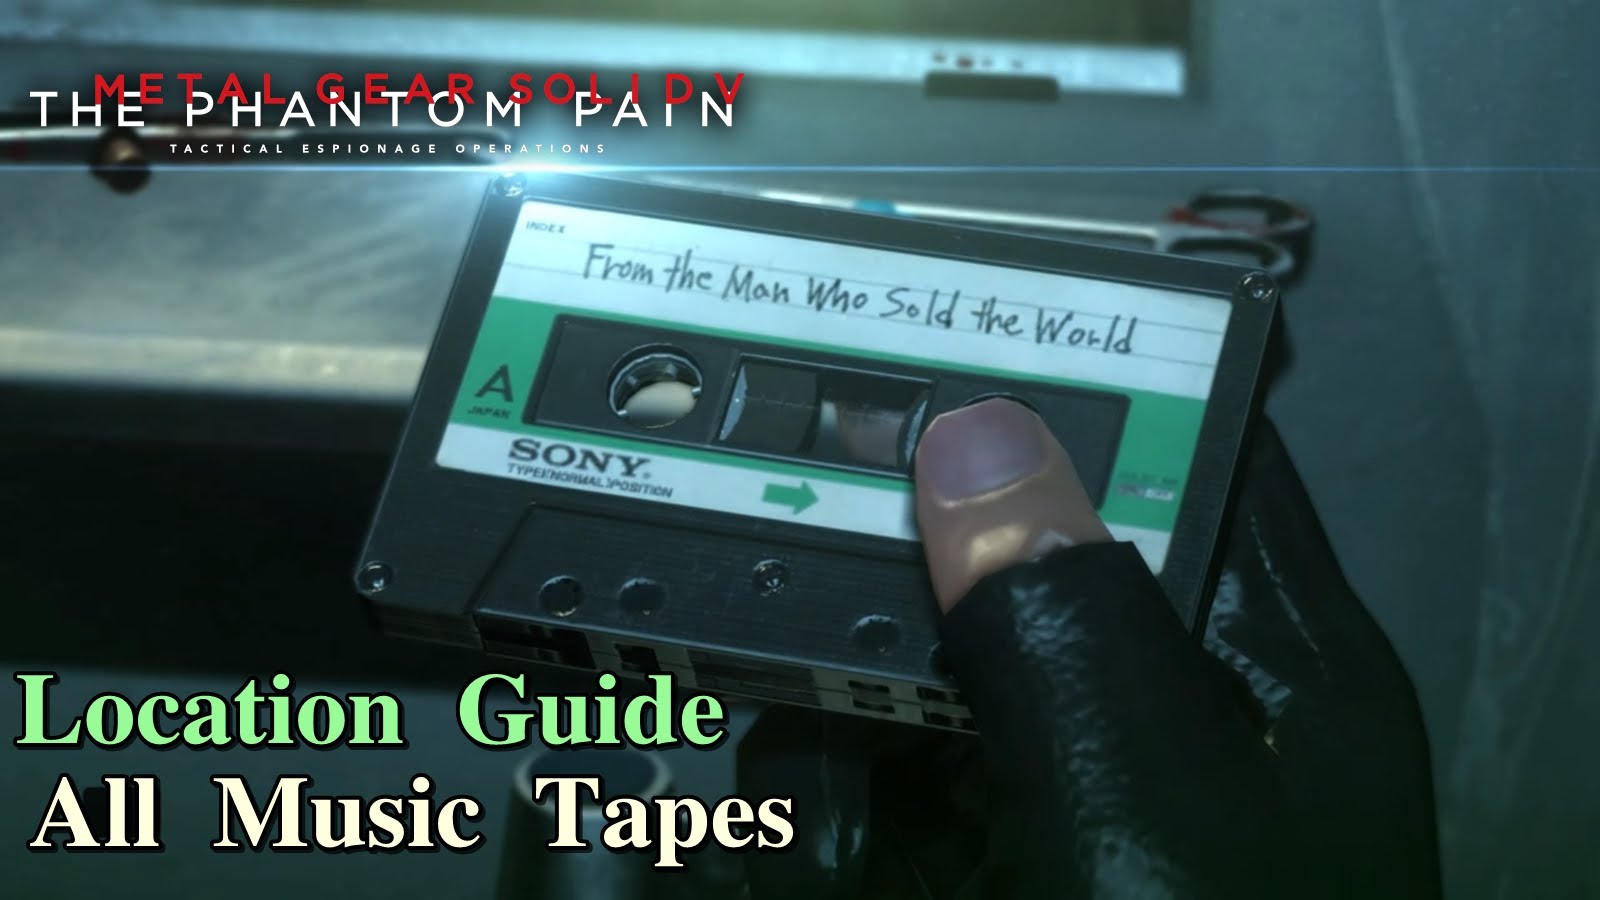 METAL GEAR SOLID V
THE PHANTOM PAIN
TACTICAL ESPIONAGE OPERATIONS
INDEX
From the Man Who Sold the World
A
JAPAN
SONY
TYPE I (NORMAL) POSITION
Location Guide
All Music Tapes